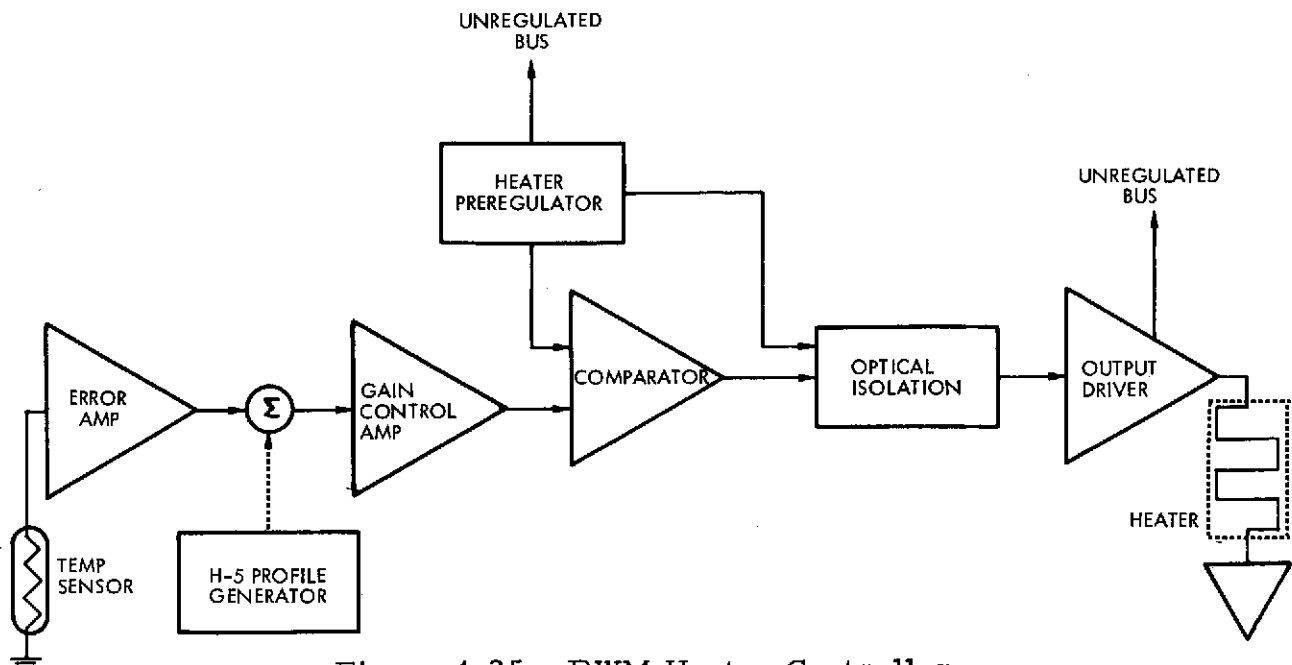 UNREGULATED
BUS
HEATER
PREREGULATOR
UNREGULATED
BUS
ERROR
AMP
Σ
GAIN
CONTROL
AMP
COMPARATOR
OPTICAL
ISOLATION
OUTPUT
DRIVER
HEATER
TEMP
SENSOR
H-5 PROFILE
GENERATOR